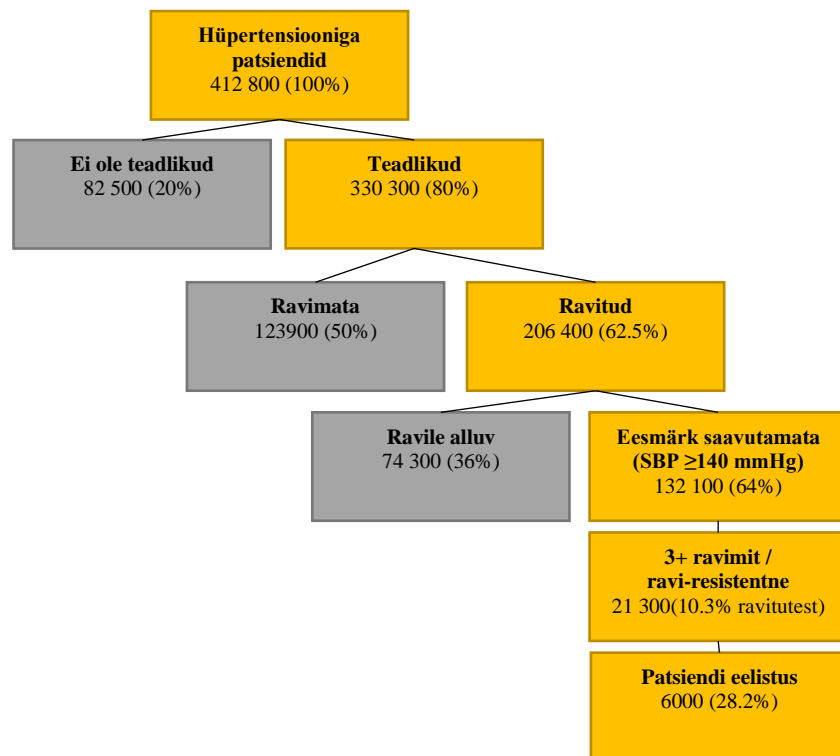 Hüpertensiooniga
patsiendid
412 800 (100%)
Ei ole teadlikud
82 500 (20%)
Teadlikud
330 300 (80%)
Ravimata
123900 (50%)
Ravitud
206 400 (62.5%)
Ravile alluv
74 300 (36%)
Eesmärk saavutamata
(SBP ≥140 mmHg)
132 100 (64%)
3+ ravimit /
ravi-resistentne
21 300(10.3% ravitutest)
Patsiendi eelistus
6000 (28.2%)